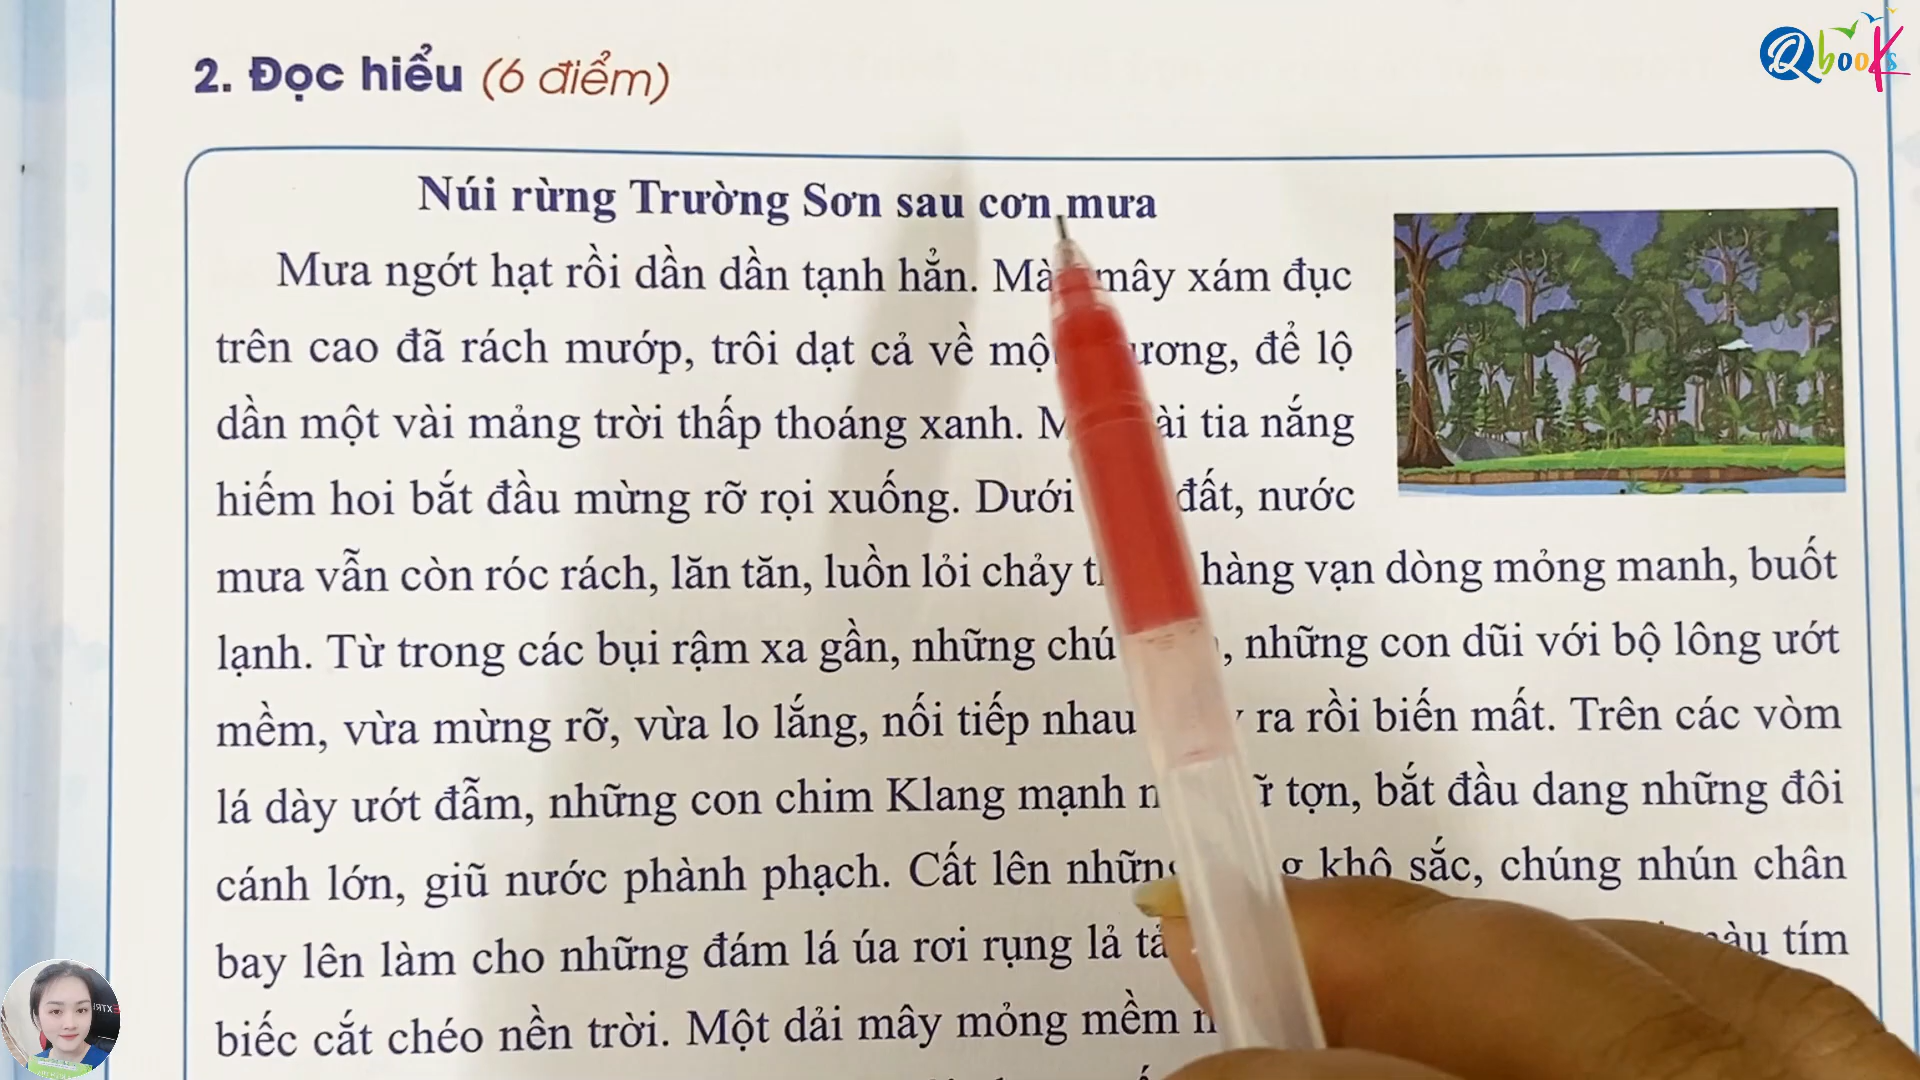 Qbooks
2. Đọc hiểu (6 điểm)
Núi rừng Trường Sơn sau cơn mưa
Mưa ngớt hạt rồi dần dần tạnh hẳn. mây xám đục
trên cao đã rách mướp, trôi dạt cả về để lộ
dần một vài mảng trời thấp thoáng xanh. tia nắng
hiếm hoi bắt đầu mừng rỡ rọi xuống. Dưới đất, nước
mưa vẫn còn róc rách, lăn tăn, luồn lỏi chảy hàng vạn dòng mỏng manh, buốt
lạnh. Từ trong các bụi rậm xa gần, những chú những con dũi với bộ lông ướt
mềm, vừa mừng rỡ, vừa lo lắng, nối tiếp nhau ra rồi biến mất. Trên các vòm
lá dày ướt đẫm, những con chim Klang mạnh tợn, bắt đầu dang những đôi
cánh lớn, giũ nước phành phạch. Cất lên khô sắc, chúng nhún chân
bay lên làm cho những đám lá úa rơi rụng lả tím
biếc cắt chéo nền trời. Một dải mây mỏng mềm